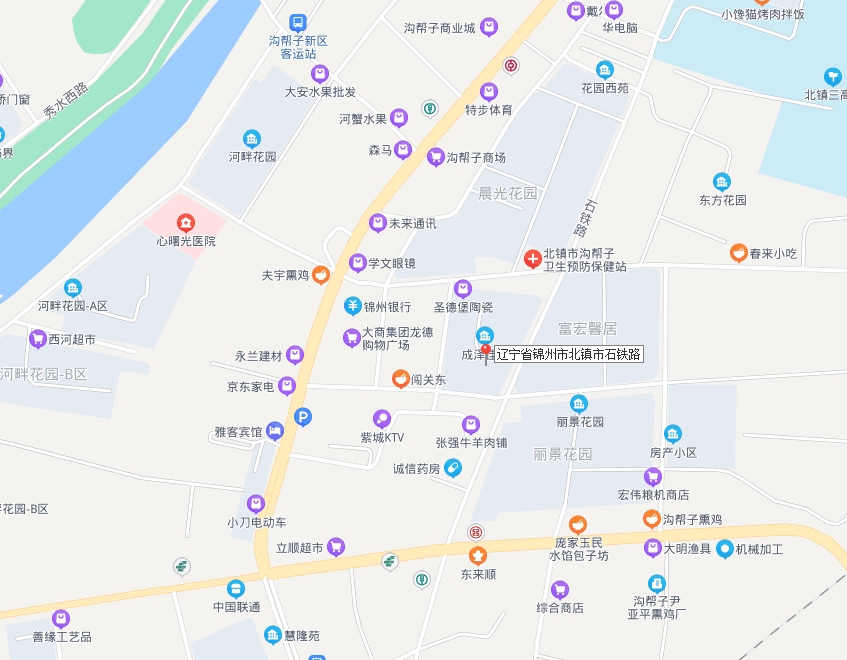 小馋猫烤肉拌饭
华电脑
沟帮子商业城
沟帮子新区
客运站
花园西苑
大安水果批发
秀水西路
特步体育
河蟹水果
森马
沟帮子商场
河畔花园
东方花园
晨光花园
石铁路
未来通讯
心曙光医院
北镇市沟帮子
卫生预防保健站
春来小吃
学文眼镜
夫宇熏鸡
河畔花园-A区
锦州银行
圣德堡陶瓷
富宏馨居
西河超市
大商集团龙德
购物广场
辽宁省锦州市北镇市石铁路
永兰建材
河畔花园-B区
闯关东
京东家电
P
丽景花园
雅客宾馆
紫城KTV
张强牛羊肉铺
丽景花园
房产小区
诚信药房
宏伟粮机商店
花园-B区
小刀电动车
沟帮子熏鸡
庞家玉民
水馅包子坊
立顺超市
大明渔具
机械加工
东来顺
中国联通
综合商店
沟帮子尹
亚平熏鸡厂
善缘工艺品
慧隆苑